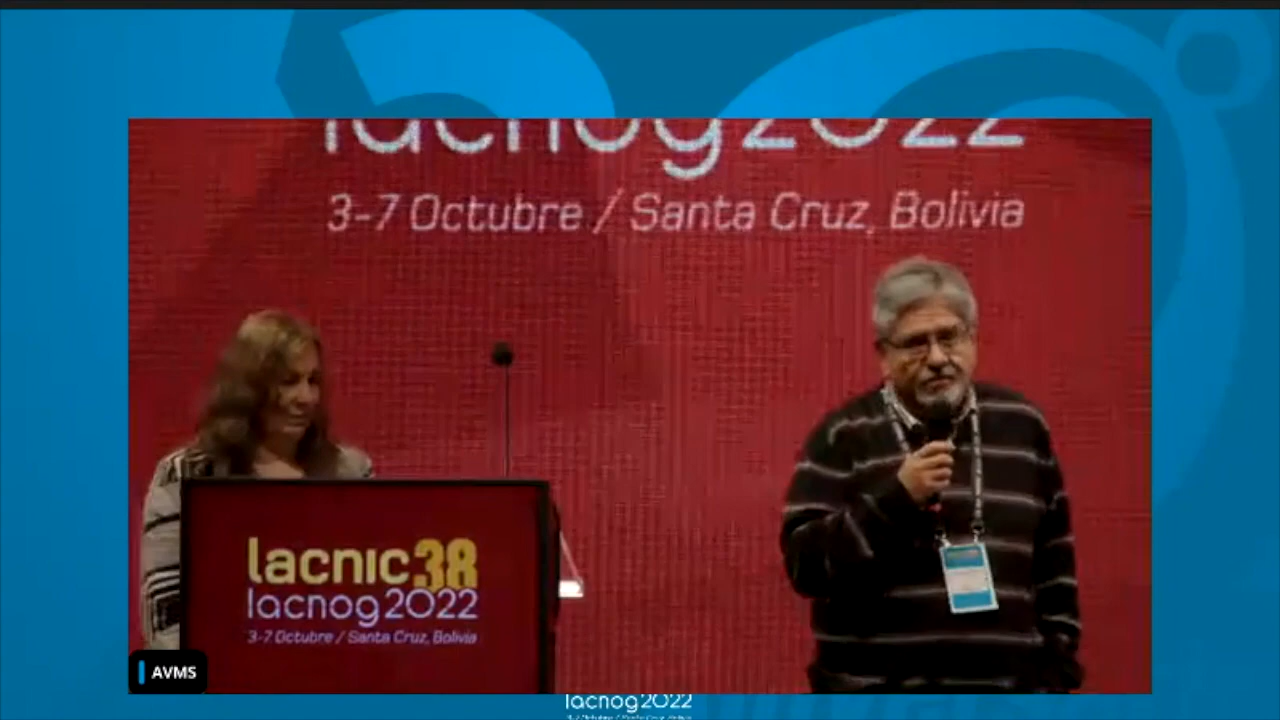 lacnog2022
3-7 Octubre / Santa Cruz, Bolivia
lacnic38
lacnog2022
3-7 Octubre / Santa Cruz, Bolivia
AVMS
lacnog2022